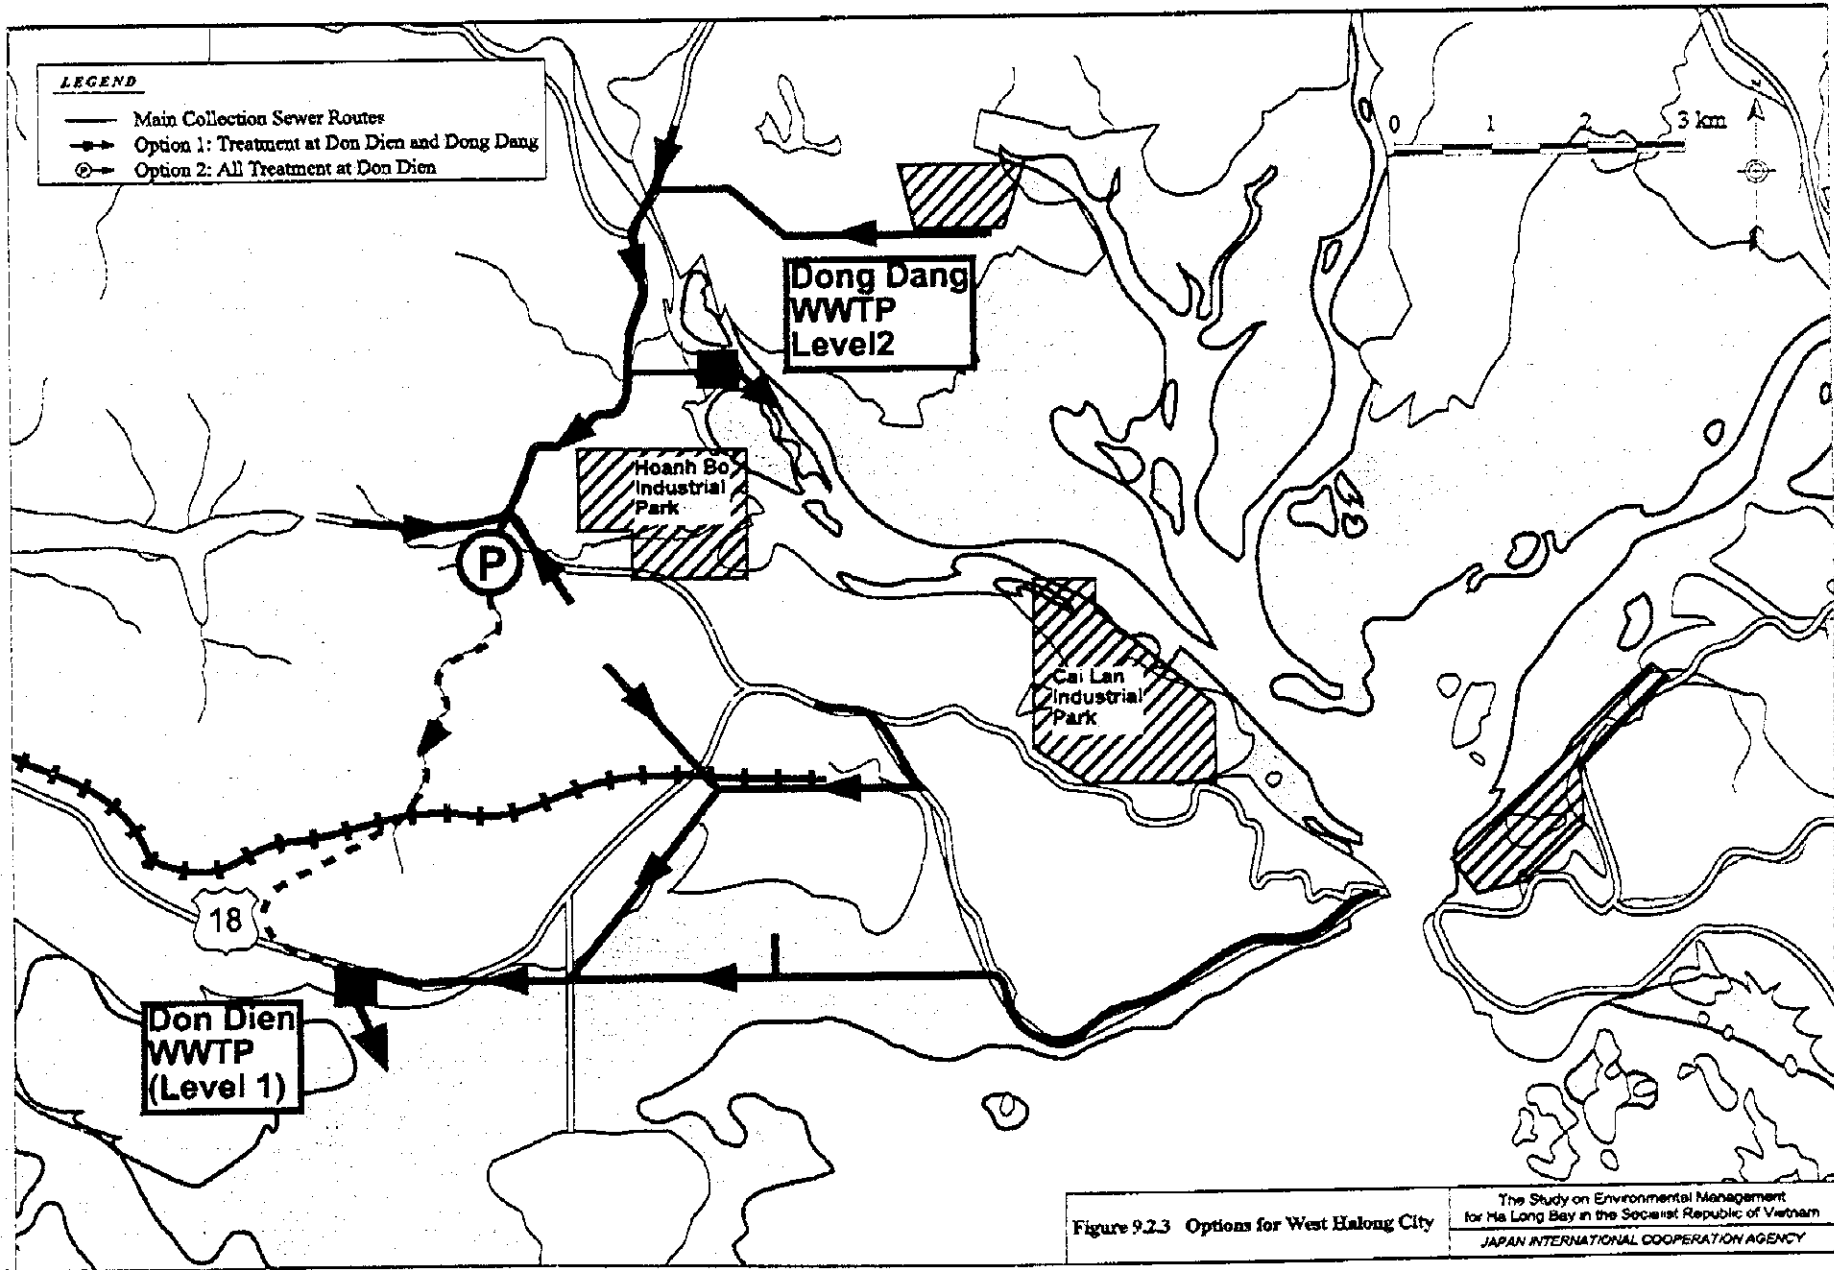 LEGEND
Main Collection Sewer Routes
Option 1: Treatment at Don Dien and Dong Dang
P Option 2: All Treatment at Don Dien
0 1 2 3 km
N
Dong Dang
WWTP
Level2
Hoanh Bo
Industrial
Park
P
Cai Lan
Industrial
Park
18
Don Dien
WWTP
(Level 1)
Figure 9.2.3 Options for West Halong City
The Study on Environmental Management
for Ha Long Bay in the Socialist Republic of Vietnam
JAPAN INTERNATIONAL COOPERATION AGENCY